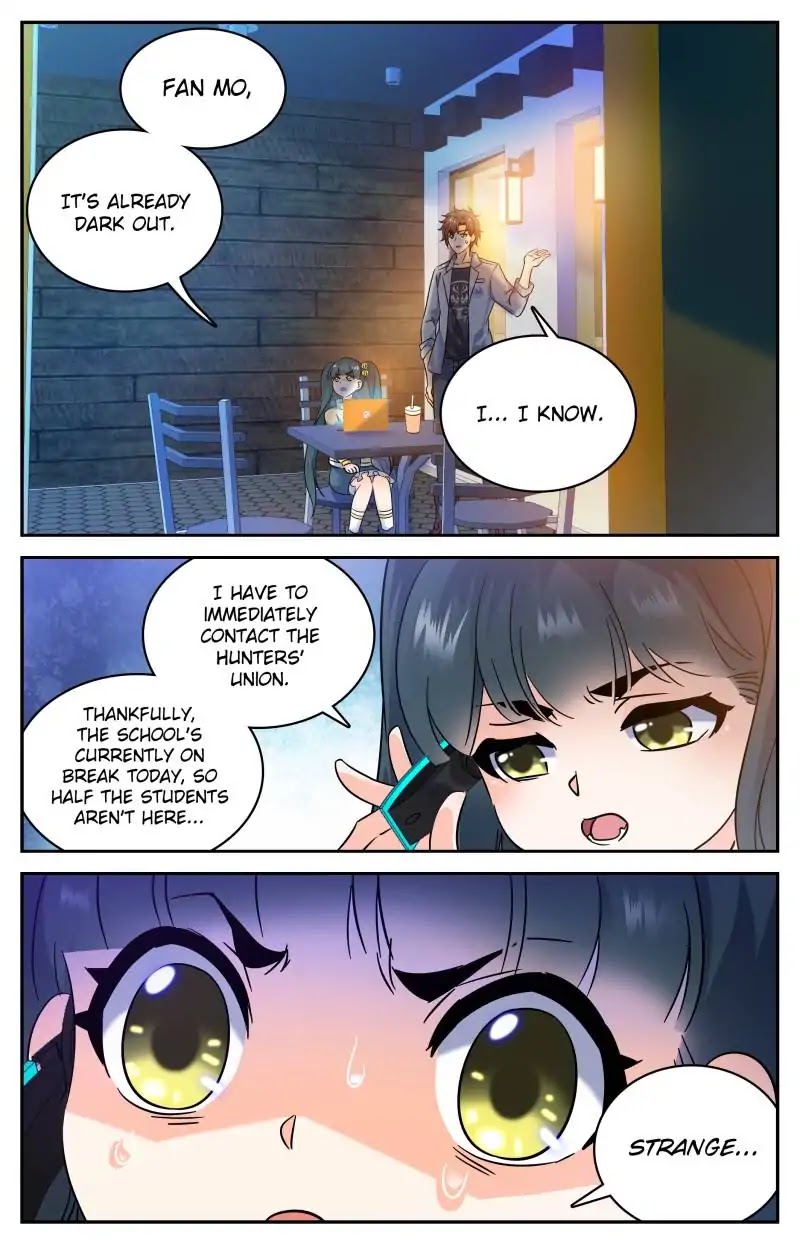 FAN MO,
IT'S ALREADY
DARK OUT.
I... I KNOW.
I HAVE TO
IMMEDIATELY
CONTACT THE
HUNTERS'
UNION.
THANKFULLY,
THE SCHOOL'S
CURRENTLY ON
BREAK TODAY, SO
HALF THE STUDENTS
AREN'T HERE...
STRANGE...